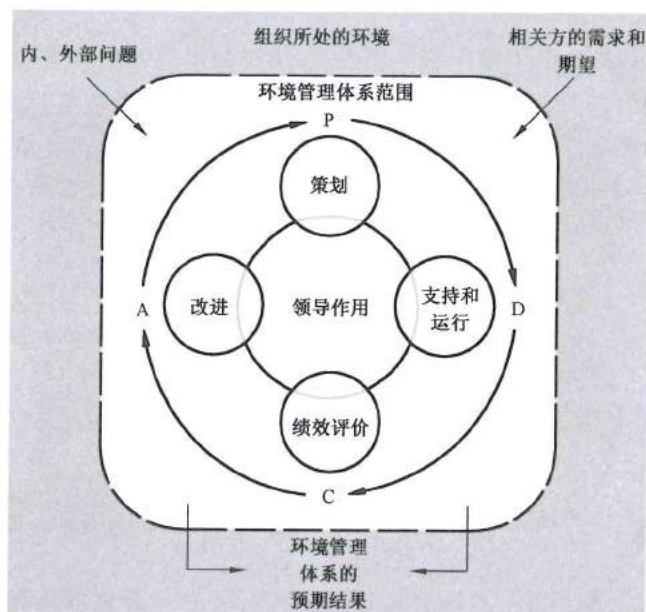 组织所处的环境
内、外部问题
相关方的需求和
期望
环境管理体系范围
P
策划
A
改进
领导作用
支持和
运行
D
绩效评价
C
环境管理
体系的
预期结果